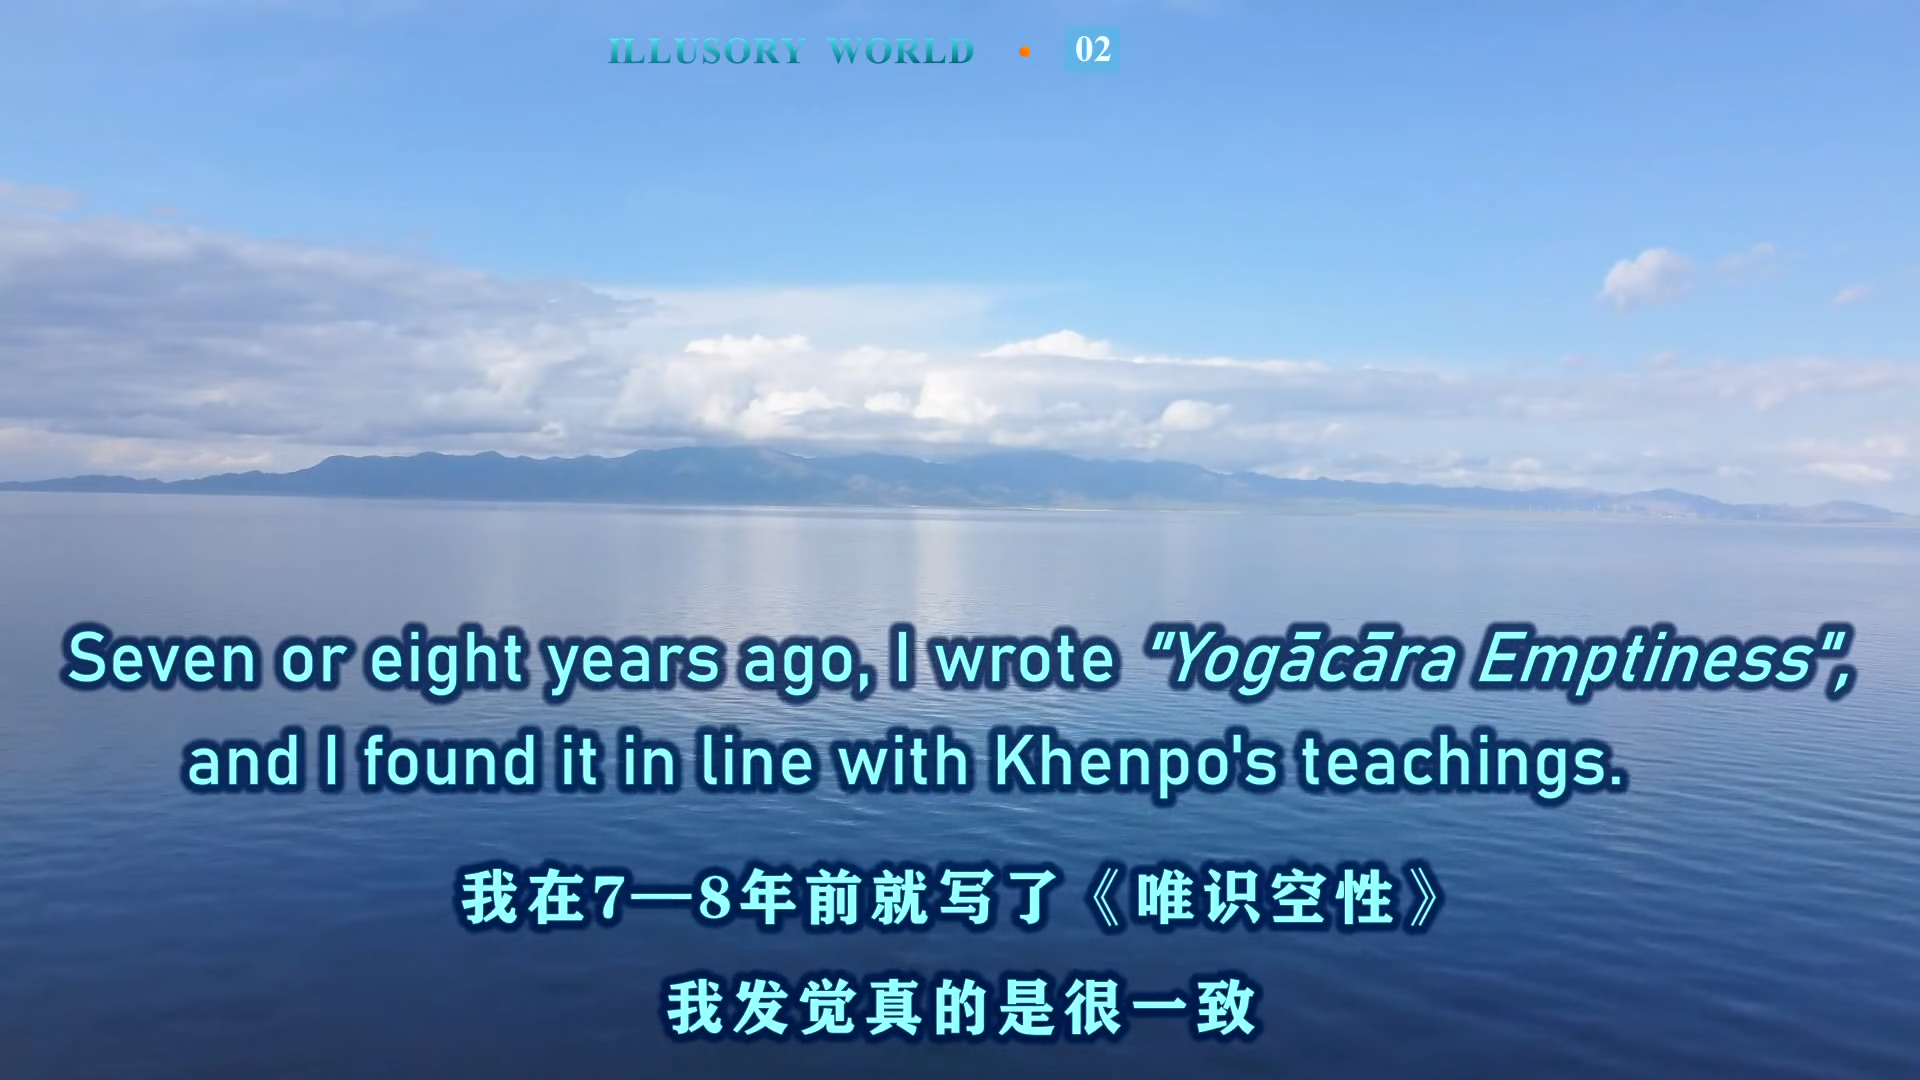 ILLUSORY WORLD • 02
Seven or eight years ago, I wrote "Yogācāra Emptiness",
and I found it in line with Khenpo's teachings.
我在7—8年前就写了《唯识空性》
我发觉真的是很一致